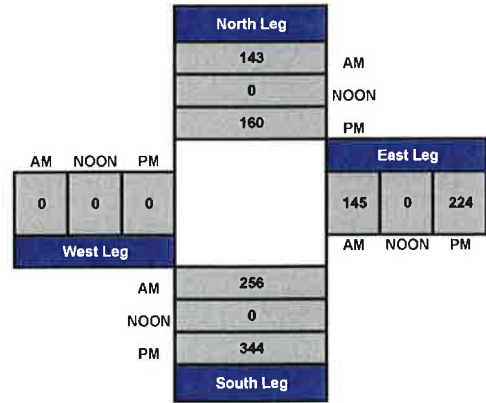 North Leg
143 AM
0 NOON
160 PM
AM NOON PM
East Leg
0 0 0
145 0 224
West Leg
AM NOON PM
AM 256
NOON 0
PM 344
South Leg